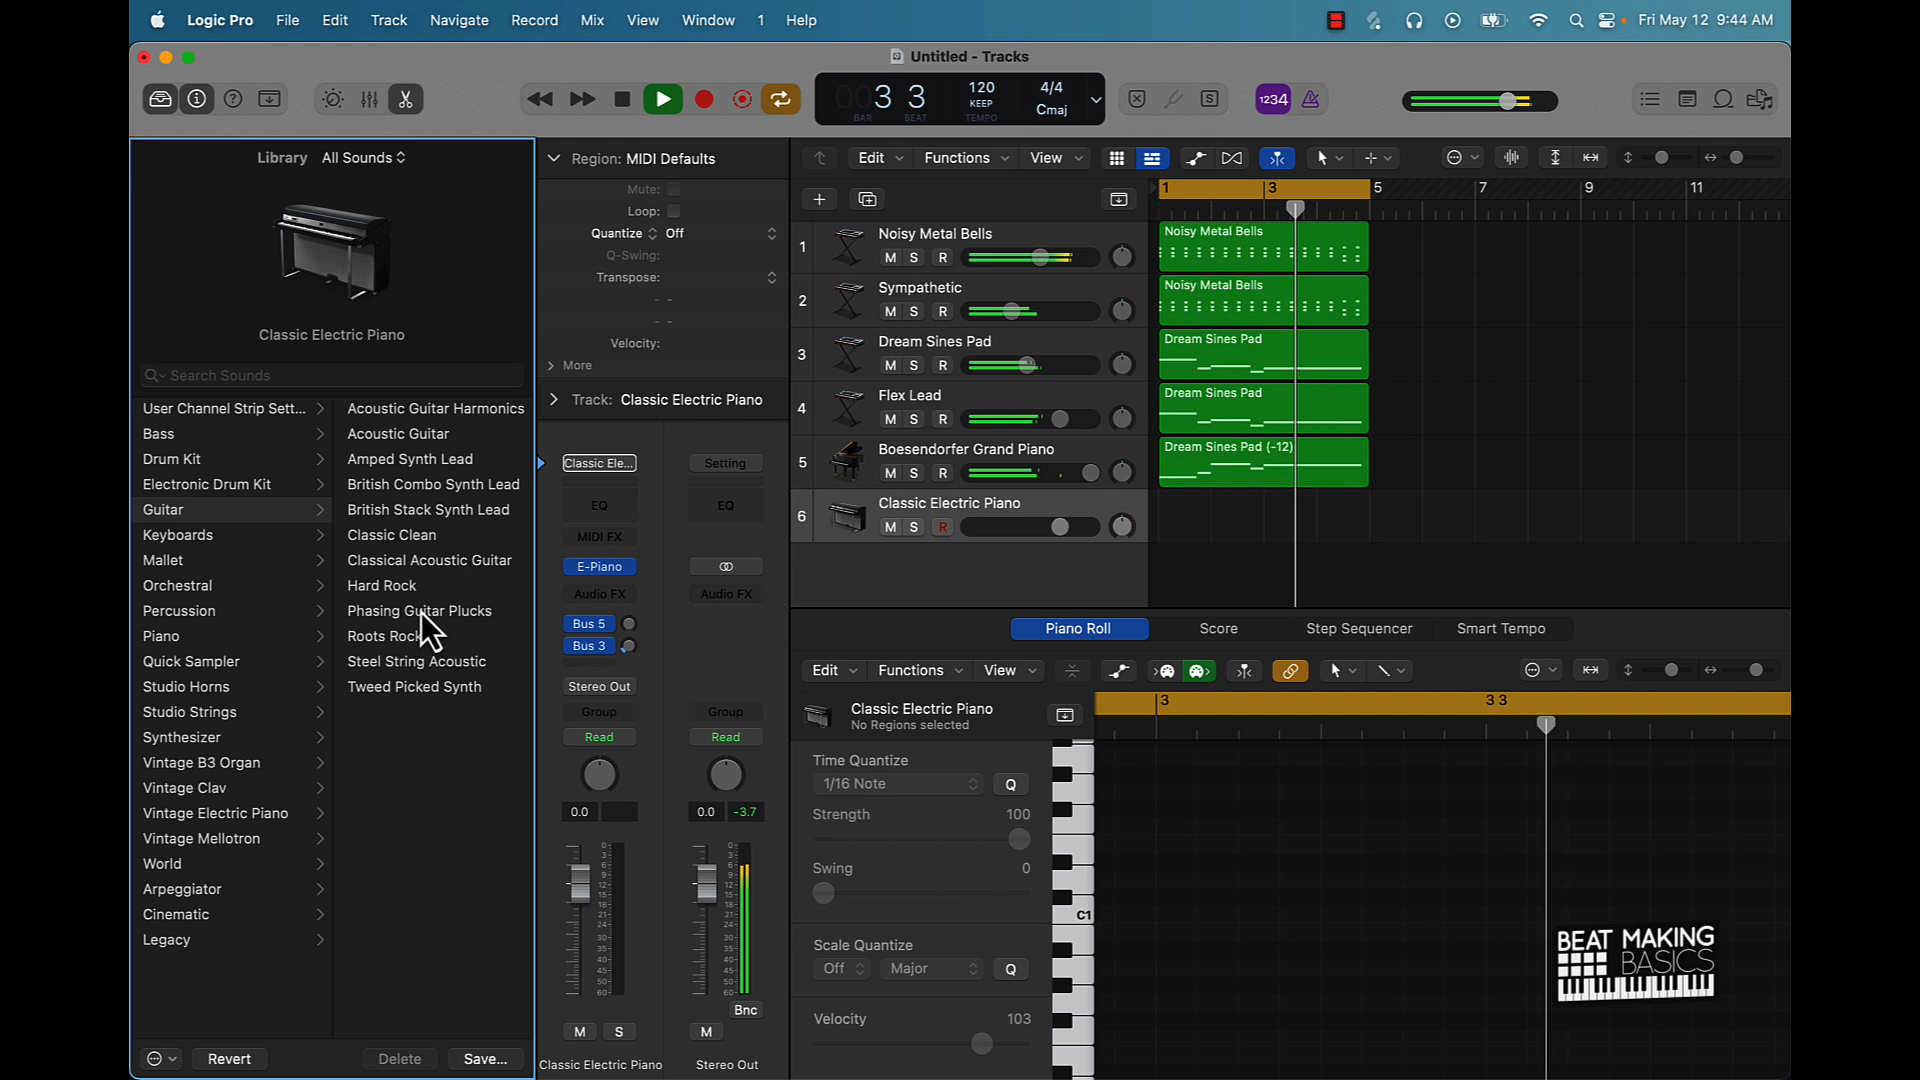 Logic Pro File Edit Track Navigate Record Mix View Window 1 Help
Fri May 12 9:44 AM
Untitled - Tracks
3 3
BAR BEAT
120
KEEP
TEMPO
4/4
Cmaj
1234
Library All Sounds
Classic Electric Piano
Search Sounds
User Channel Strip Sett...
Bass
Drum Kit
Electronic Drum Kit
Guitar
Keyboards
Mallet
Orchestral
Percussion
Piano
Quick Sampler
Studio Horns
Studio Strings
Synthesizer
Vintage B3 Organ
Vintage Clav
Vintage Electric Piano
Vintage Mellotron
World
Arpeggiator
Cinematic
Legacy
Acoustic Guitar Harmonics
Acoustic Guitar
Amped Synth Lead
British Combo Synth Lead
British Stack Synth Lead
Classic Clean
Classical Acoustic Guitar
Hard Rock
Phasing Guitar Plucks
Roots Rock
Steel String Acoustic
Tweed Picked Synth
Revert Delete Save...
Region: MIDI Defaults
Mute:
Loop:
Quantize Off
Q-Swing:
Transpose:
Velocity:
More
Track: Classic Electric Piano
Classic Ele... Setting
EQ EQ
MIDI FX
E-Piano
Audio FX Audio FX
Bus 5
Bus 3
Stereo Out
Group Group
Read Read
0.0 0.0 -3.7
Bnc
M S M
Classic Electric Piano Stereo Out
Edit Functions View
1 3 5 7 9 11
1 Noisy Metal Bells
M S R
Noisy Metal Bells
2 Sympathetic
M S R
Noisy Metal Bells
3 Dream Sines Pad
M S R
Dream Sines Pad
4 Flex Lead
M S R
Dream Sines Pad
5 Boesendorfer Grand Piano
M S R
Dream Sines Pad (-12)
6 Classic Electric Piano
M S R
Piano Roll Score Step Sequencer Smart Tempo
Edit Functions View
Classic Electric Piano
No Regions selected
3 3 3
Time Quantize
1/16 Note Q
Strength 100
Swing 0
Scale Quantize
Off Major Q
Velocity 103
C1
BEAT MAKING
BASICS